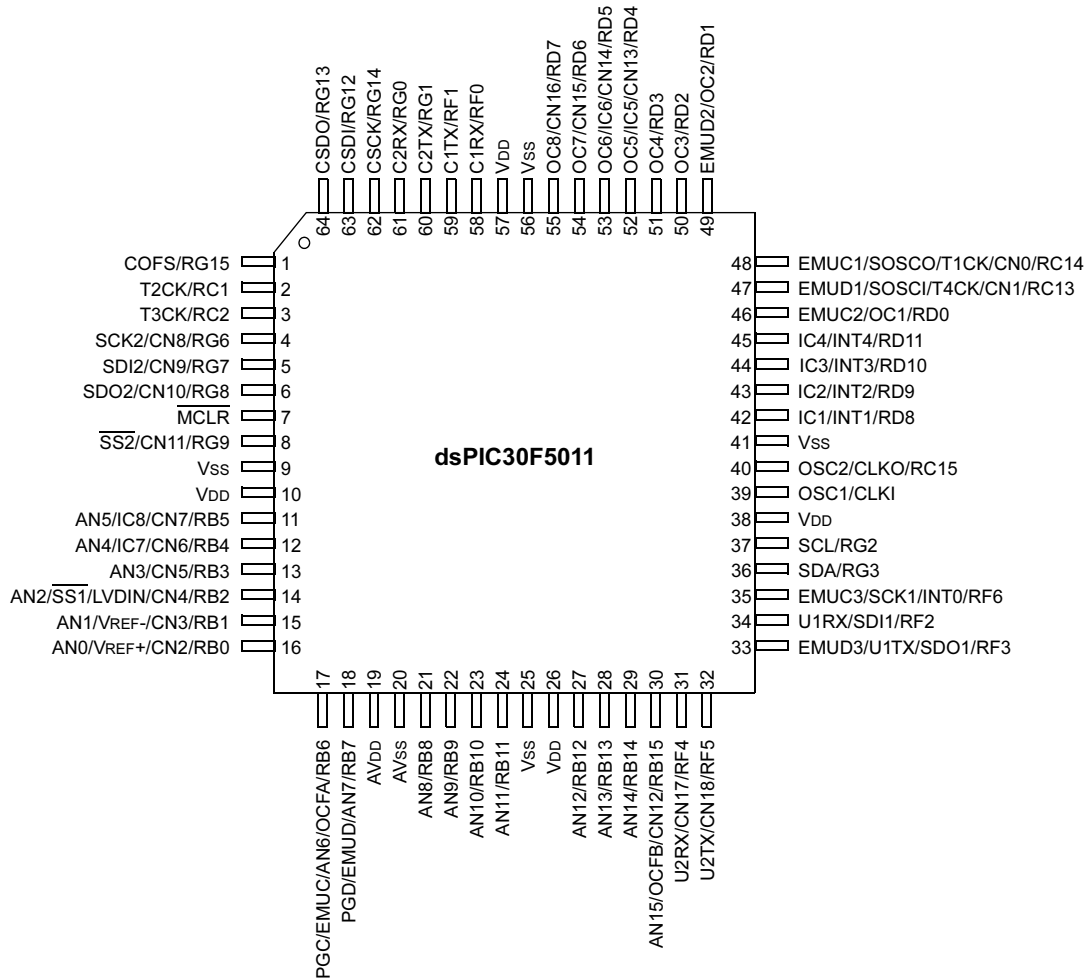 CSDO/RG13
CSDI/RG12
CSCK/RG14
C2RX/RG0
C2TX/RG1
C1TX/RF1
C1RX/RF0
VDD
VSS
OC8/CN16/RD7
OC7/CN15/RD6
OC6/IC6/CN14/RD5
OC5/IC5/CN13/RD4
OC4/RD3
OC3/RD2
EMUD2/OC2/RD1
64 63 62 61 60 59 58 57 56 55 54 53 52 51 50 49
COFS/RG15 1
T2CK/RC1 2
T3CK/RC2 3
SCK2/CN8/RG6 4
SDI2/CN9/RG7 5
SDO2/CN10/RG8 6
MCLR 7
SS2/CN11/RG9 8
VSS 9
VDD 10
AN5/IC8/CN7/RB5 11
AN4/IC7/CN6/RB4 12
AN3/CN5/RB3 13
AN2/SS1/LVDIN/CN4/RB2 14
AN1/VREF-/CN3/RB1 15
AN0/VREF+/CN2/RB0 16
dsPIC30F5011
48 EMUC1/SOSCO/T1CK/CN0/RC14
47 EMUD1/SOSCI/T4CK/CN1/RC13
46 EMUC2/OC1/RD0
45 IC4/INT4/RD11
44 IC3/INT3/RD10
43 IC2/INT2/RD9
42 IC1/INT1/RD8
41 VSS
40 OSC2/CLKO/RC15
39 OSC1/CLKI
38 VDD
37 SCL/RG2
36 SDA/RG3
35 EMUC3/SCK1/INT0/RF6
34 U1RX/SDI1/RF2
33 EMUD3/U1TX/SDO1/RF3
17 18 19 20 21 22 23 24 25 26 27 28 29 30 31 32
PGC/EMUC/AN6/OCFA/RB6
PGD/EMUD/AN7/RB7
AVDD
AVSS
AN8/RB8
AN9/RB9
AN10/RB10
AN11/RB11
VSS
VDD
AN12/RB12
AN13/RB13
AN14/RB14
AN15/OCFB/CN12/RB15
U2RX/CN17/RF4
U2TX/CN18/RF5